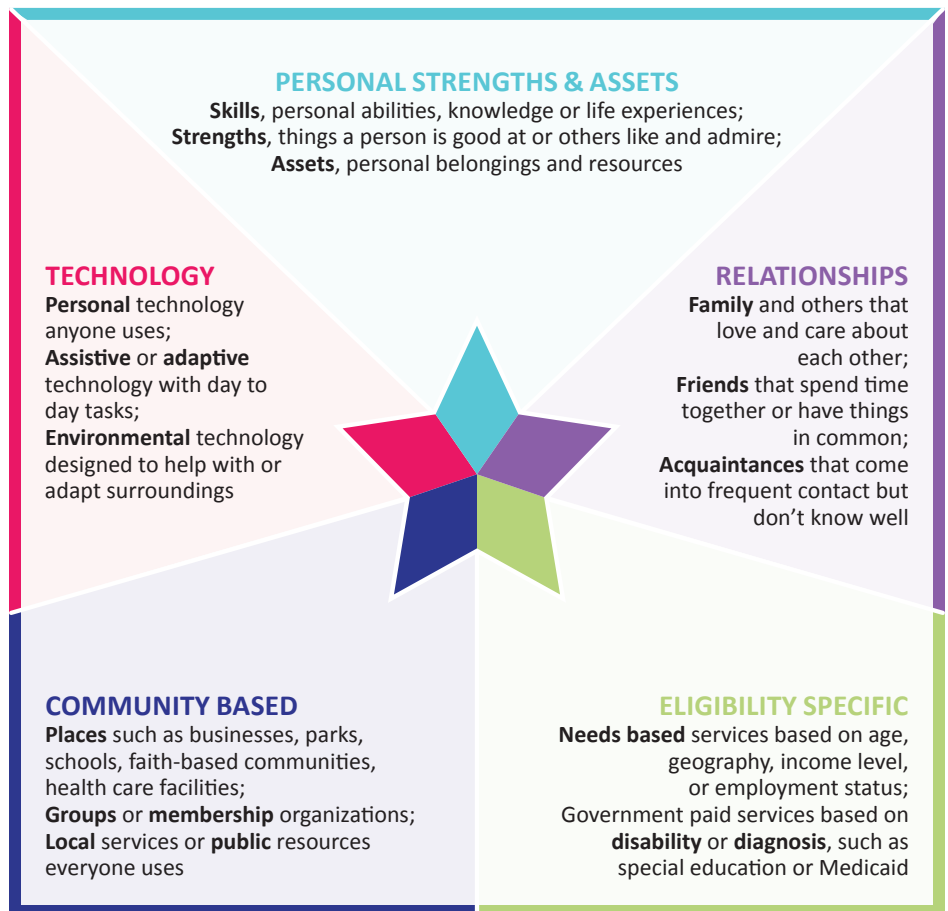 PERSONAL STRENGTHS & ASSETS
Skills, personal abilities, knowledge or life experiences;
Strengths, things a person is good at or others like and admire;
Assets, personal belongings and resources
TECHNOLOGY
Personal technology
anyone uses;
Assistive or adaptive
technology with day to
day tasks;
Environmental technology
designed to help with or
adapt surroundings
RELATIONSHIPS
Family and others that
love and care about
each other;
Friends that spend time
together or have things
in common;
Acquaintances that come
into frequent contact but
don’t know well
COMMUNITY BASED
Places such as businesses, parks,
schools, faith-based communities,
health care facilities;
Groups or membership organizations;
Local services or public resources
everyone uses
ELIGIBILITY SPECIFIC
Needs based services based on age,
geography, income level,
or employment status;
Government paid services based on
disability or diagnosis, such as
special education or Medicaid